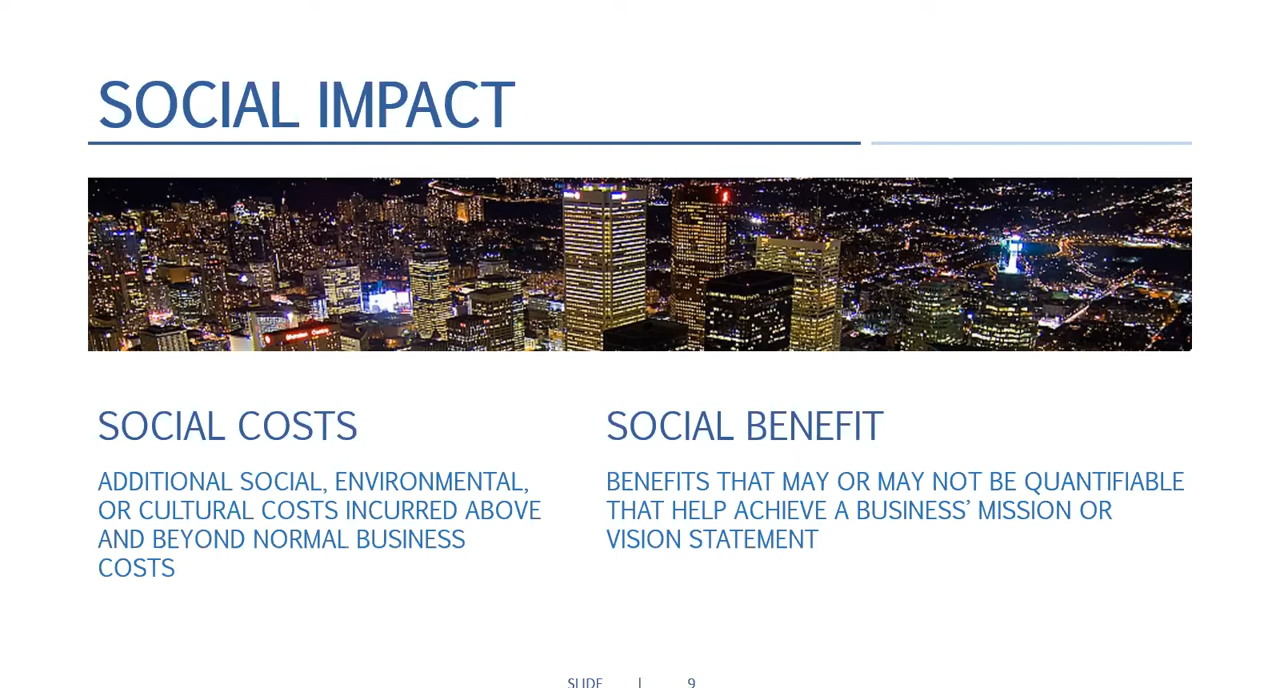 SOCIAL IMPACT
SOCIAL COSTS
ADDITIONAL SOCIAL, ENVIRONMENTAL,
OR CULTURAL COSTS INCURRED ABOVE
AND BEYOND NORMAL BUSINESS
COSTS
SOCIAL BENEFIT
BENEFITS THAT MAY OR MAY NOT BE QUANTIFIABLE
THAT HELP ACHIEVE A BUSINESS’ MISSION OR
VISION STATEMENT
SLIDE | 9